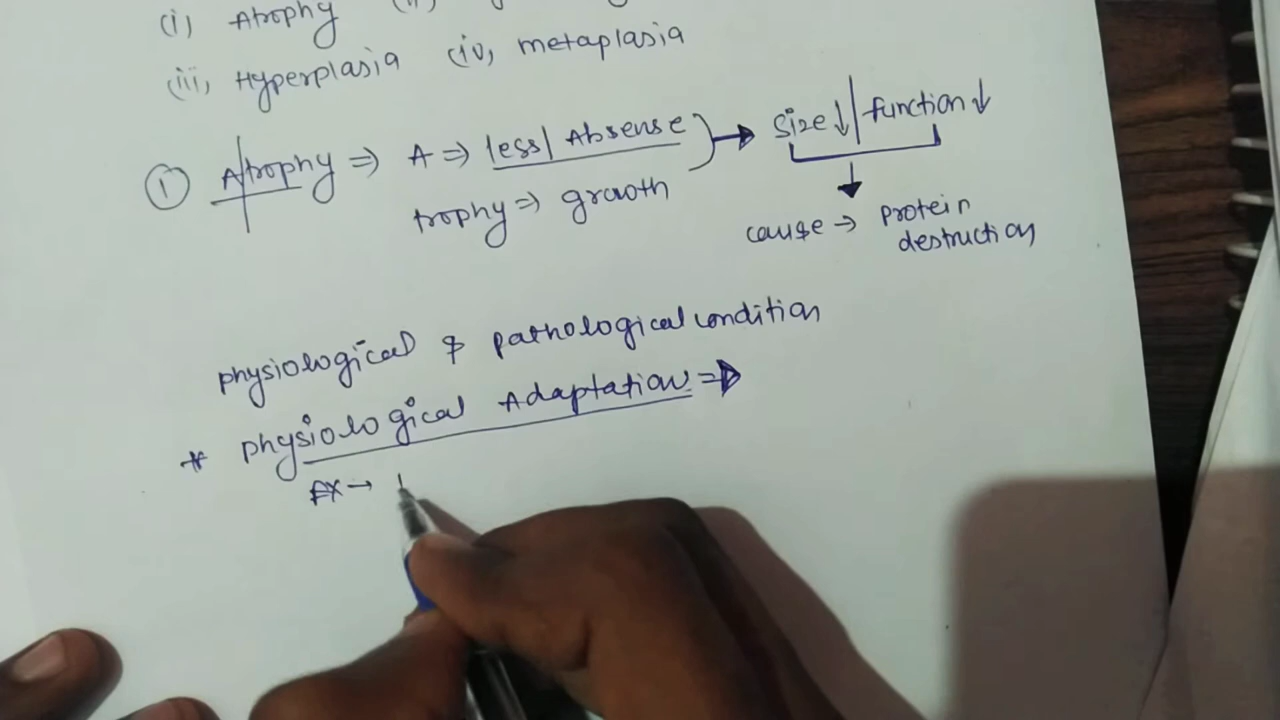 (i) Atrophy (ii)
(iii) Hyperplasia (iv) metaplasia
① Atrophy ⇒ A ⇒ less/Absense → size↓/function↓
trophy ⇒ growth
cause → protein
destruction
physiological & pathological condition
* physiological Adaptation ⇒
Ex →